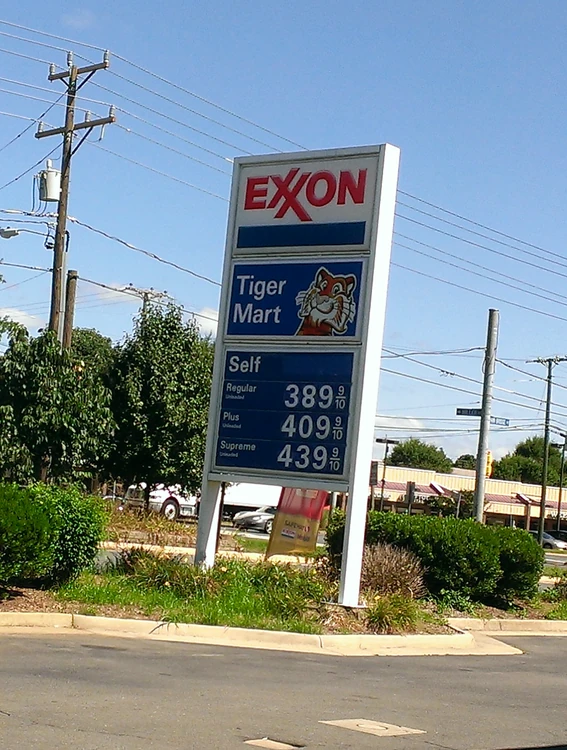 EXXON
Tiger
Mart
Self
Regular
Unleaded
389 9/10
Plus
Unleaded
409 9/10
Supreme
Unleaded
439 9/10